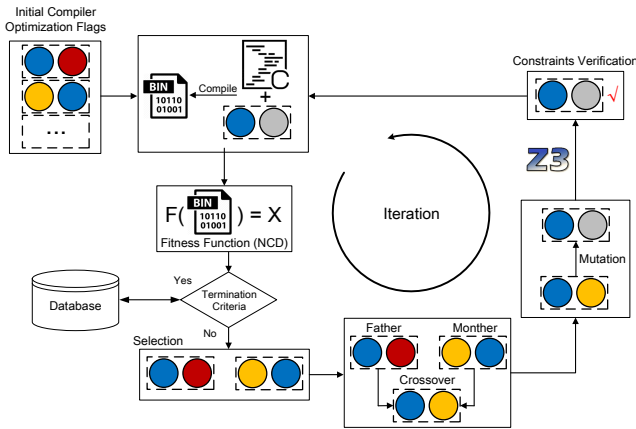 Initial Compiler
Optimization Flags
...
BIN
10110
01001
Compile
C
+
Constraints Verification
√
Z3
F(
BIN
10110
01001
) = X
Fitness Function (NCD)
Iteration
Mutation
Yes
Termination
Criteria
Database
No
Selection
Father
Monther
Crossover